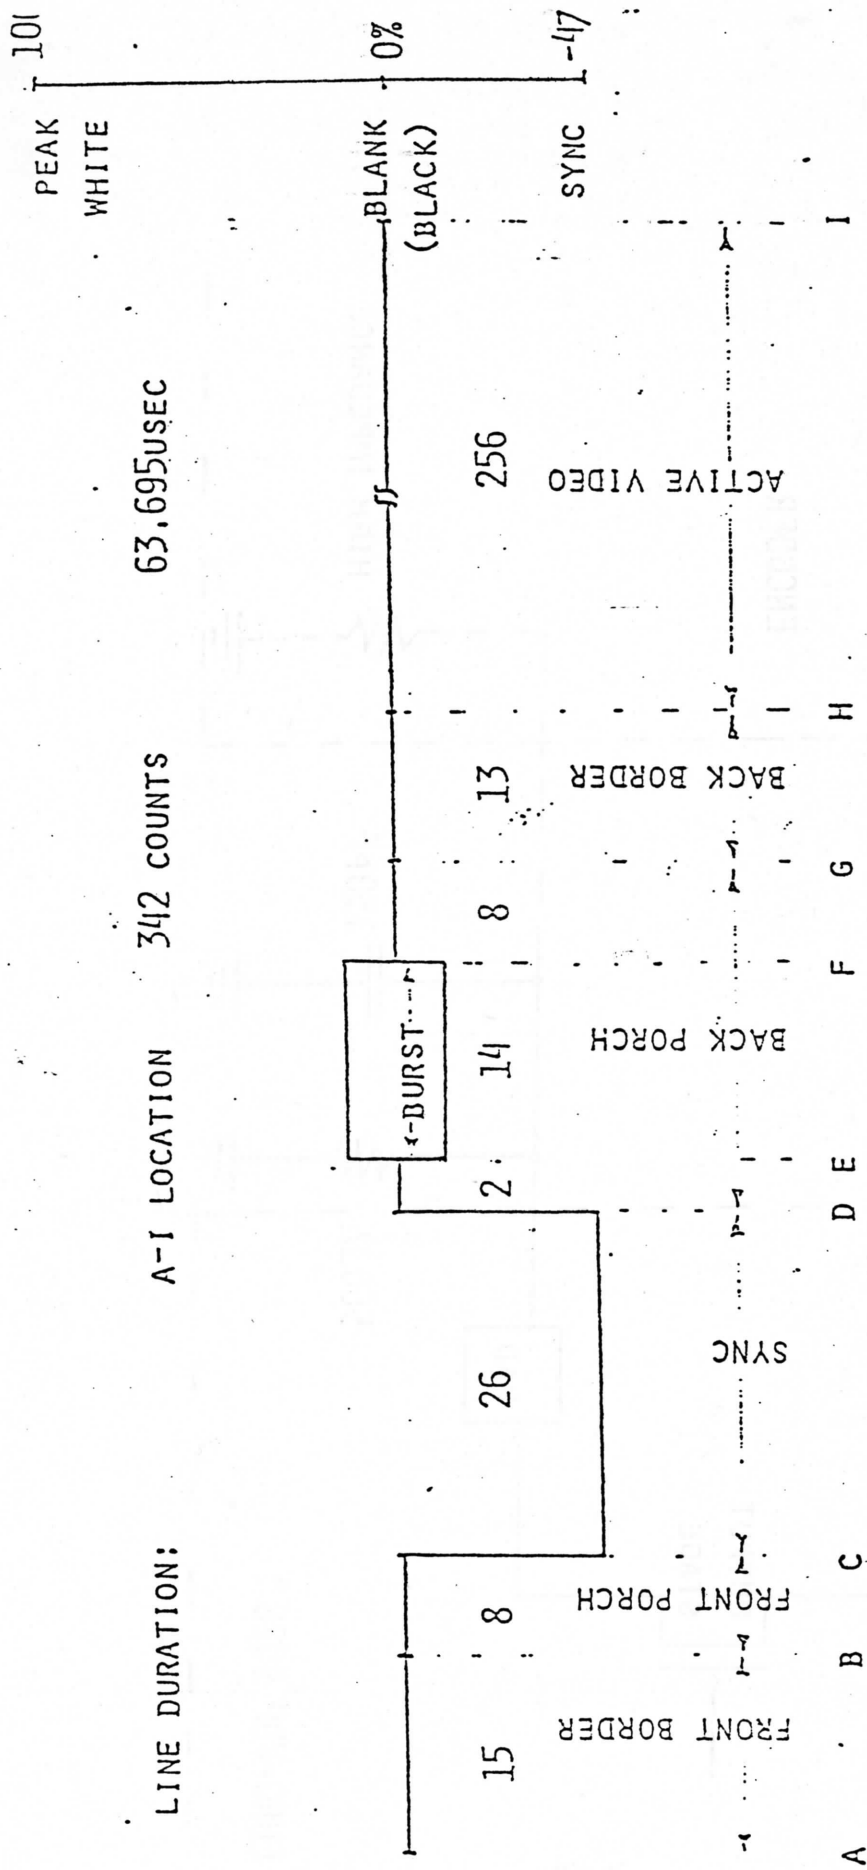 LINE DURATION: A-I LOCATION 342 COUNTS 63.695USEC
PEAK
WHITE
BLANK
(BLACK)
SYNC
0%
-47
BURST
15 8 26 2 14 8 13 256
FRONT BORDER
FRONT PORCH
SYNC
BACK PORCH
BACK BORDER
ACTIVE VIDEO
A B C D E F G H I